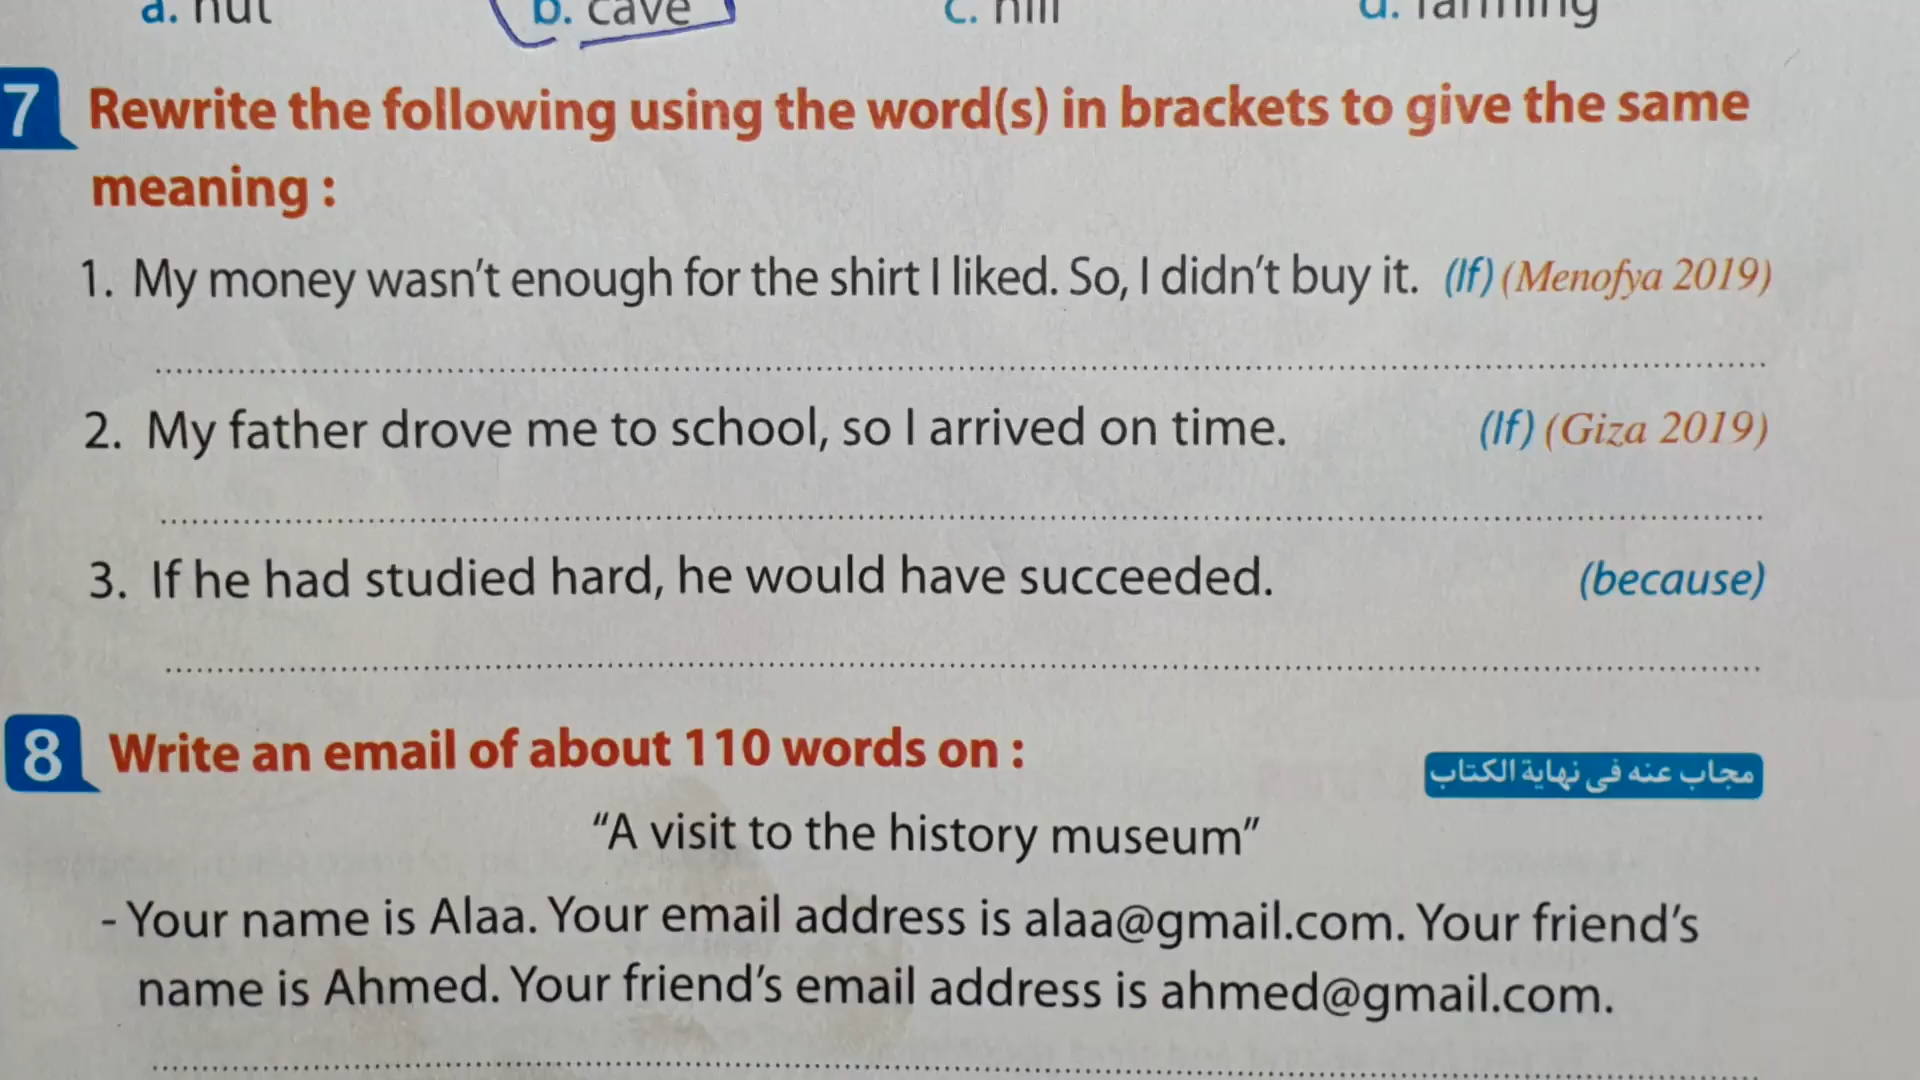 a. hut b. cave c. hill d. farming
7 Rewrite the following using the word(s) in brackets to give the same
meaning :
1. My money wasn't enough for the shirt I liked. So, I didn't buy it. (If) (Menofya 2019)
2. My father drove me to school, so I arrived on time. (If) (Giza 2019)
3. If he had studied hard, he would have succeeded. (because)
8 Write an email of about 110 words on :
مجاب عنه فى نهاية الكتاب
“A visit to the history museum”
- Your name is Alaa. Your email address is alaa@gmail.com. Your friend's
name is Ahmed. Your friend's email address is ahmed@gmail.com.